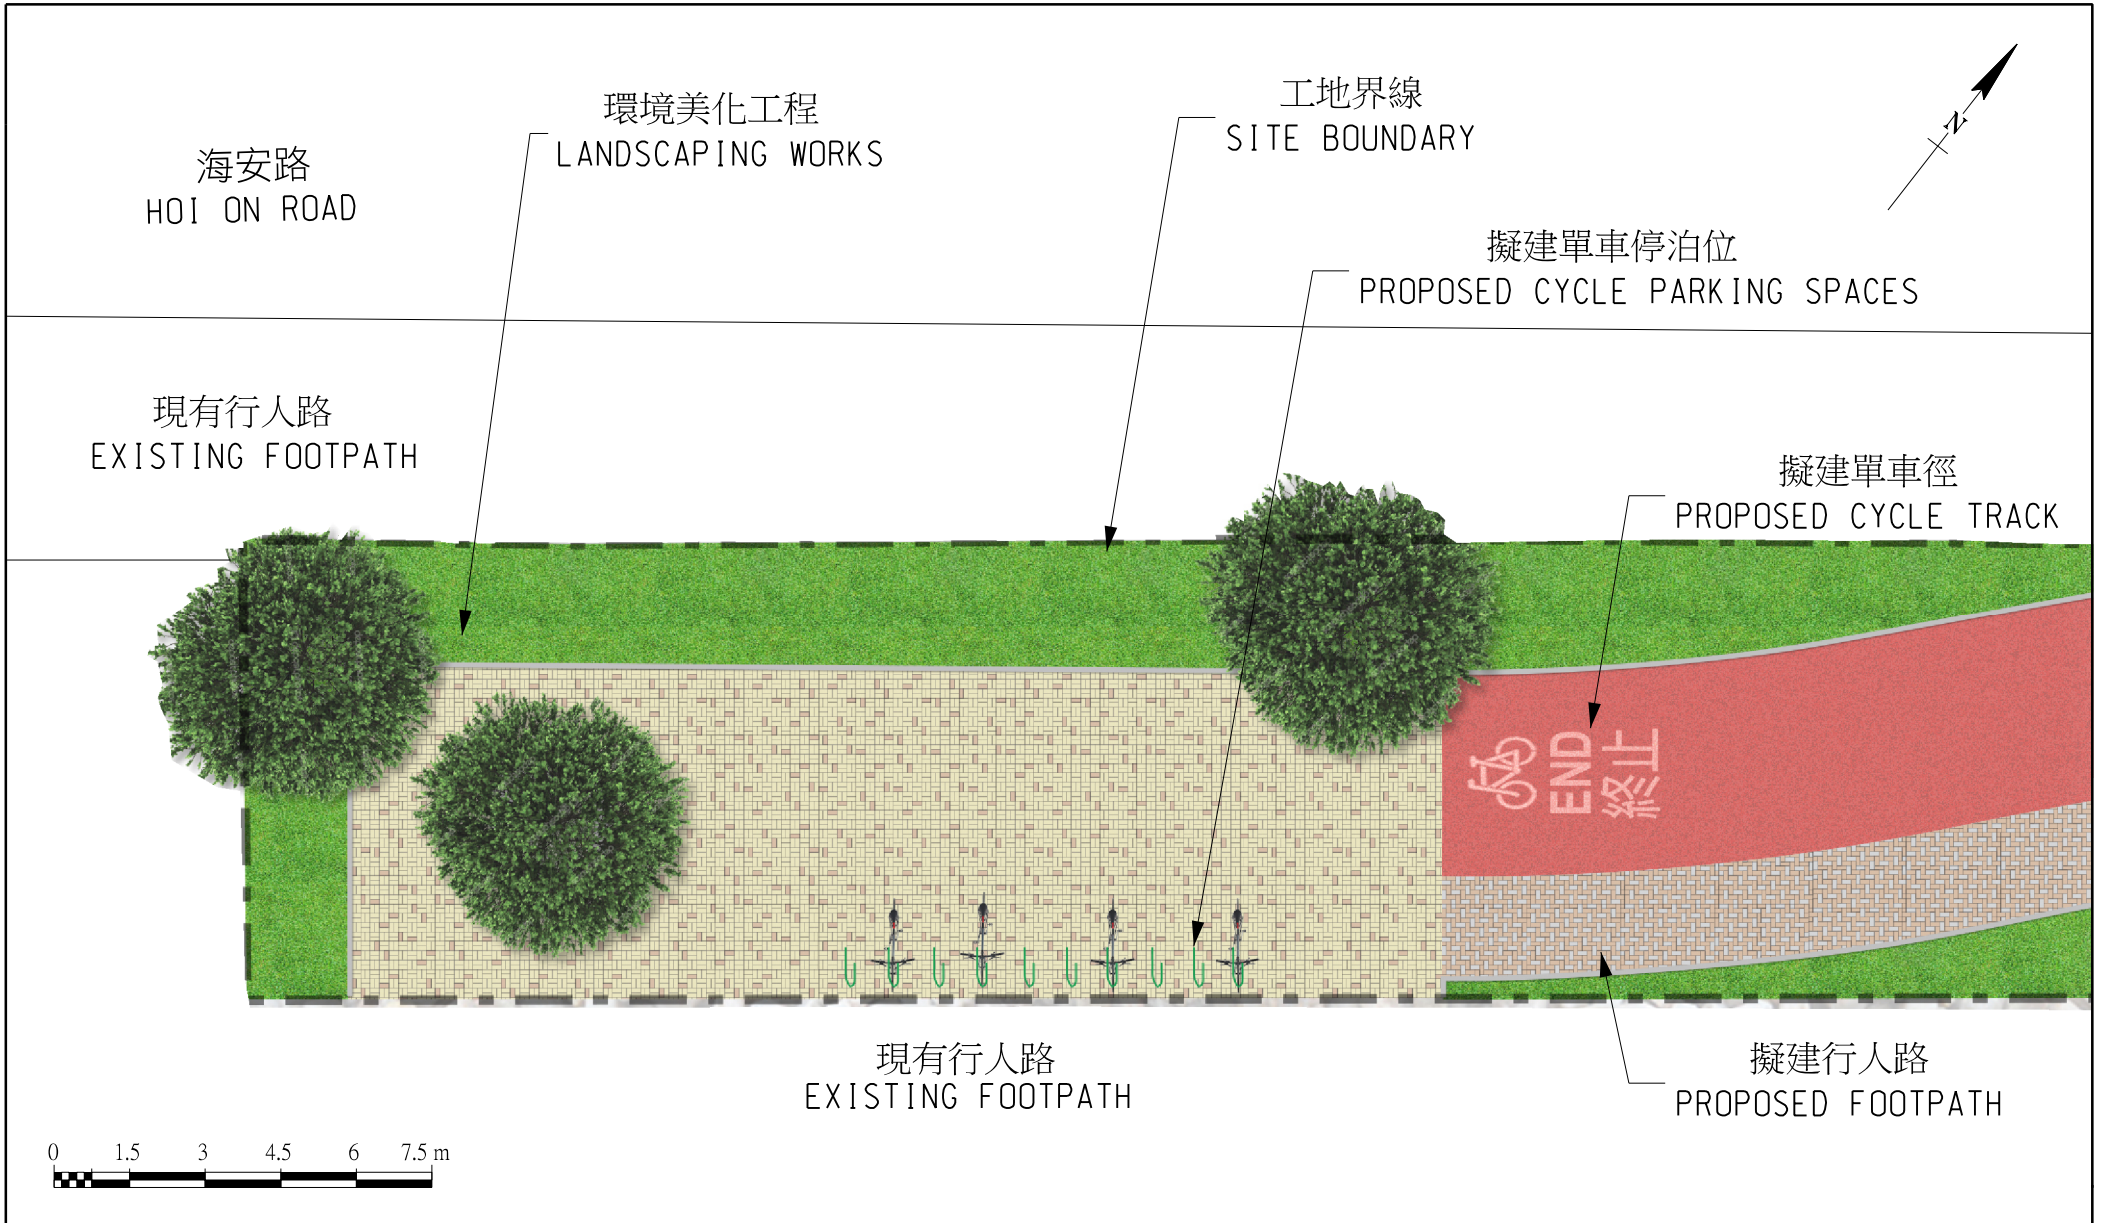 環境美化工程
LANDSCAPING WORKS
工地界線
SITE BOUNDARY
N
海安路
HOI ON ROAD
擬建單車停泊位
PROPOSED CYCLE PARKING SPACES
現有行人路
EXISTING FOOTPATH
擬建單車徑
PROPOSED CYCLE TRACK
END
終止
現有行人路
EXISTING FOOTPATH
擬建行人路
PROPOSED FOOTPATH
0 1.5 3 4.5 6 7.5 m